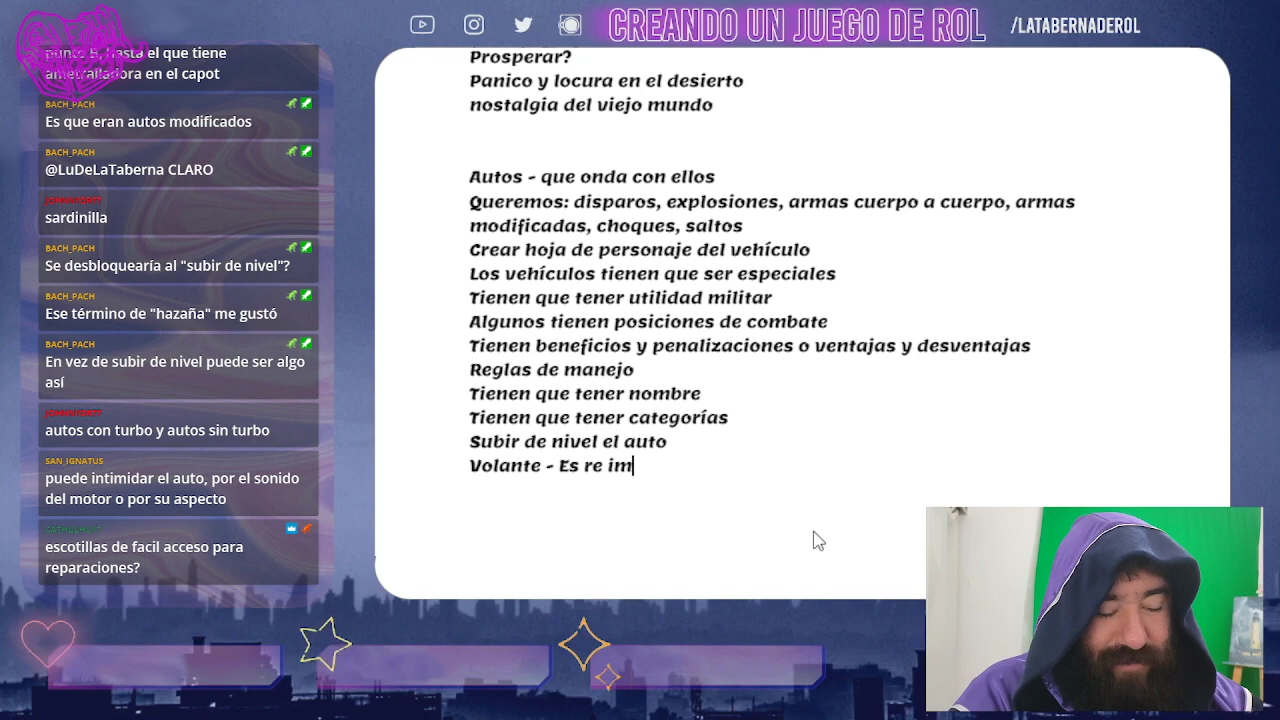 CREANDO UN JUEGO DE ROL
/LATABERNADEROL
ametralladora en el capot
BACH_PACH
Es que eran autos modificados
BACH_PACH
@LuDeLaTaberna CLARO
sardinilla
BACH_PACH
Se desbloquearía al "subir de nivel"?
BACH_PACH
Ese término de "hazaña" me gustó
BACH_PACH
En vez de subir de nivel puede ser algo
así
autos con turbo y autos sin turbo
SAN_IGNATUS
puede intimidar el auto, por el sonido
del motor o por su aspecto
escotillas de facil acceso para
reparaciones?
Prosperar?
Panico y locura en el desierto
nostalgia del viejo mundo
Autos - que onda con ellos
Queremos: disparos, explosiones, armas cuerpo a cuerpo, armas
modificadas, choques, saltos
Crear hoja de personaje del vehículo
Los vehículos tienen que ser especiales
Tienen que tener utilidad militar
Algunos tienen posiciones de combate
Tienen beneficios y penalizaciones o ventajas y desventajas
Reglas de manejo
Tienen que tener nombre
Tienen que tener categorías
Subir de nivel el auto
Volante - Es re im